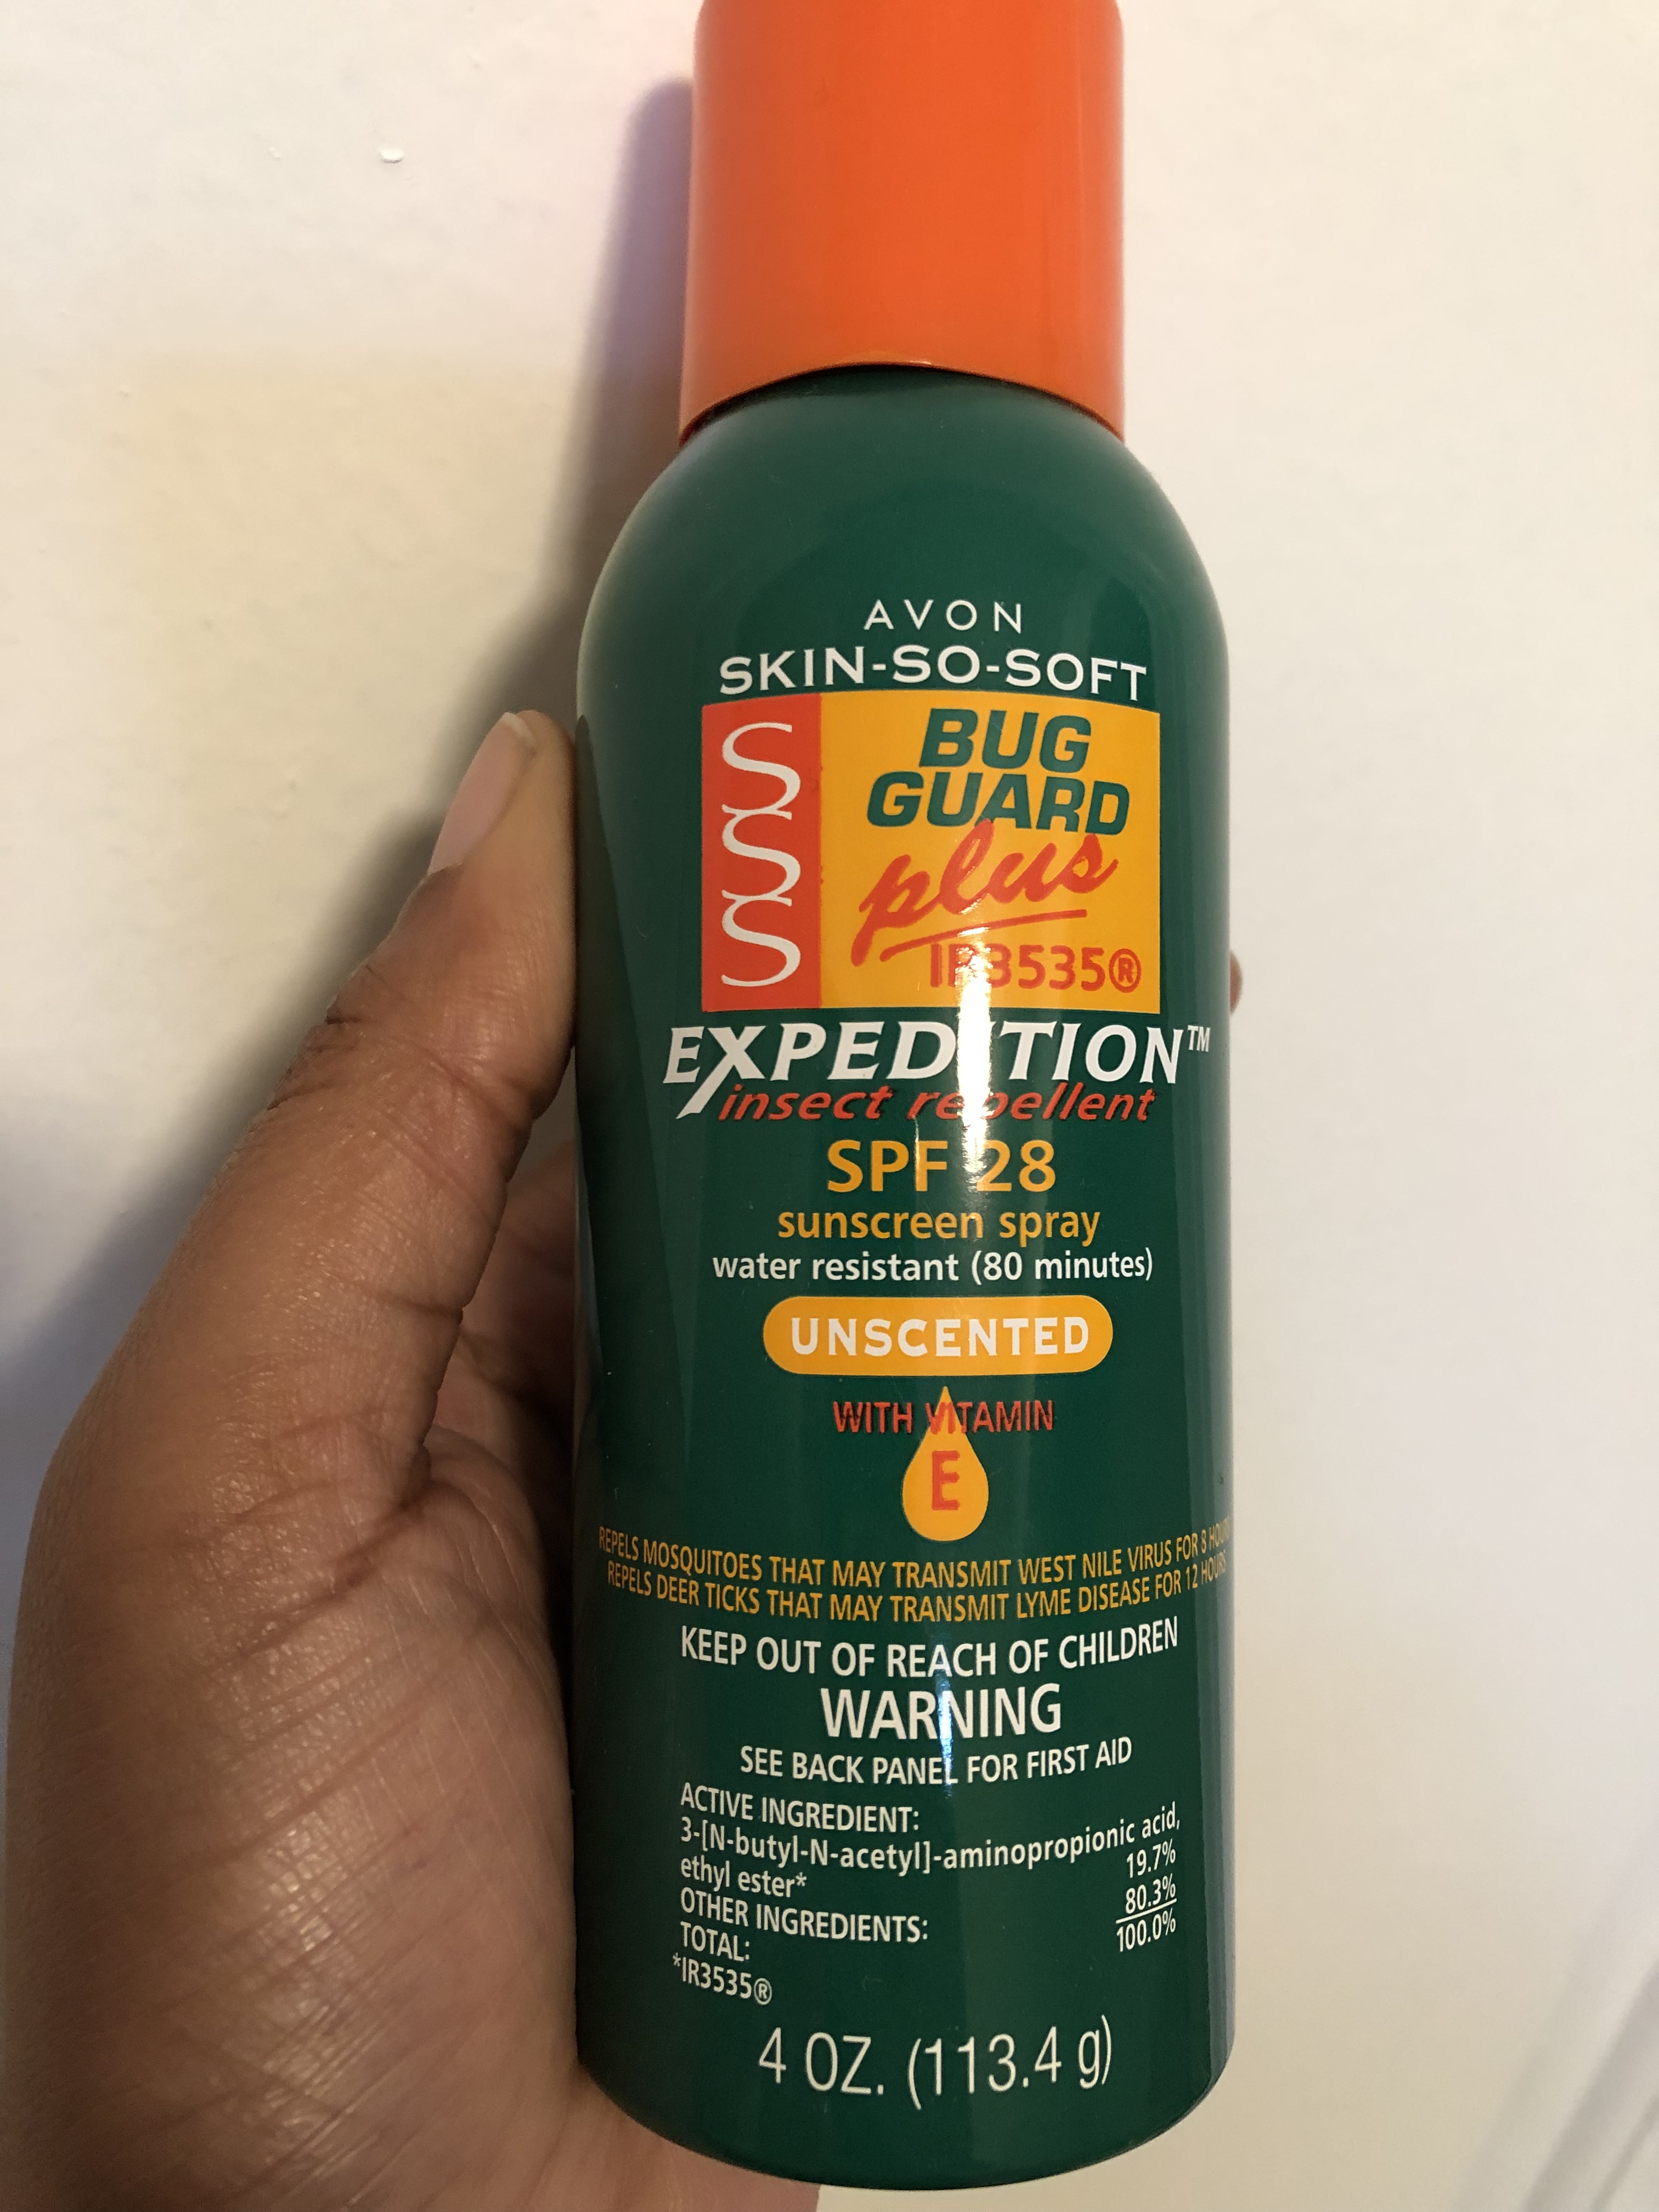 AVON
SKIN-SO-SOFT
SSS
BUG
GUARD
plus
IR3535®
EXPEDITION™
insect repellent
SPF 28
sunscreen spray
water resistant (80 minutes)
UNSCENTED
WITH VITAMIN
E
REPELS MOSQUITOES THAT MAY TRANSMIT WEST NILE VIRUS FOR 8 HOURS
REPELS DEER TICKS THAT MAY TRANSMIT LYME DISEASE FOR 12 HOURS
KEEP OUT OF REACH OF CHILDREN
WARNING
SEE BACK PANEL FOR FIRST AID
ACTIVE INGREDIENT:
3-[N-butyl-N-acetyl]-aminopropionic acid,
ethyl ester* 19.7%
OTHER INGREDIENTS: 80.3%
TOTAL: 100.0%
*IR3535®
4 OZ. (113.4 g)